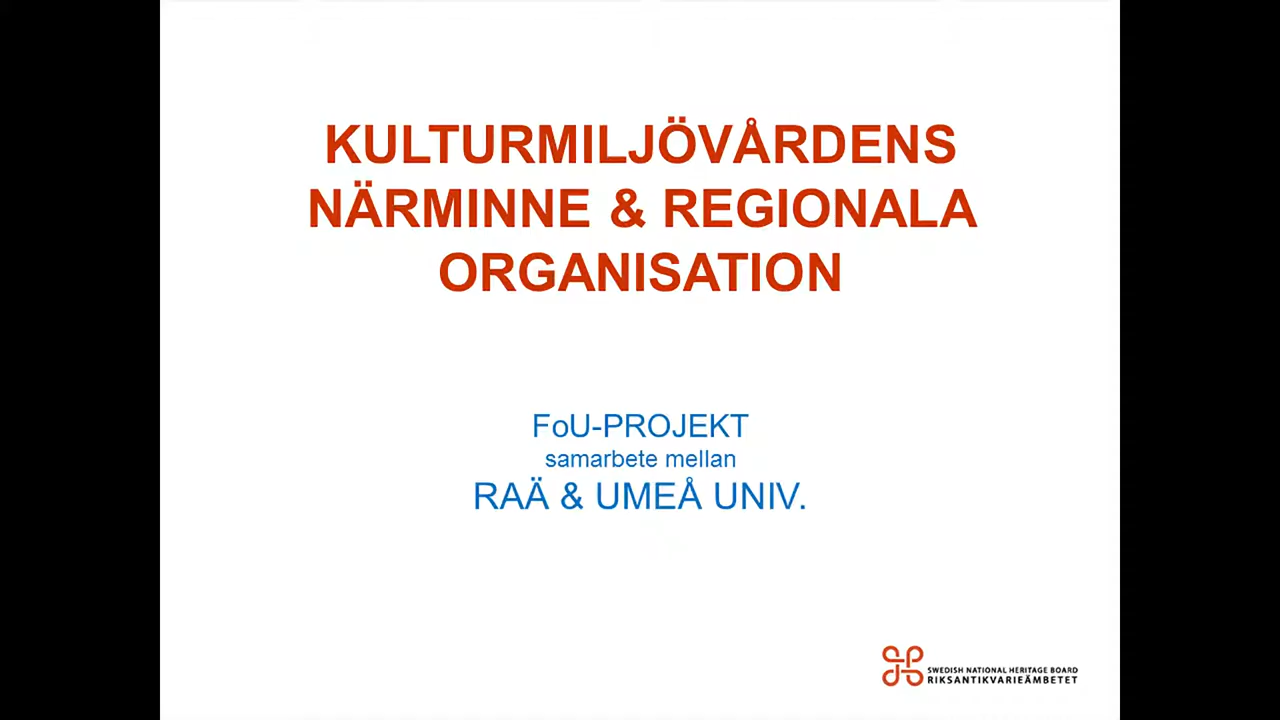 KULTURMILJÖVÅRDENS
NÄRMINNE & REGIONALA
ORGANISATION
FoU-PROJEKT
samarbete mellan
RAÄ & UMEÅ UNIV.
SWEDISH NATIONAL HERITAGE BOARD
RIKSANTIKVARIEÄMBETET